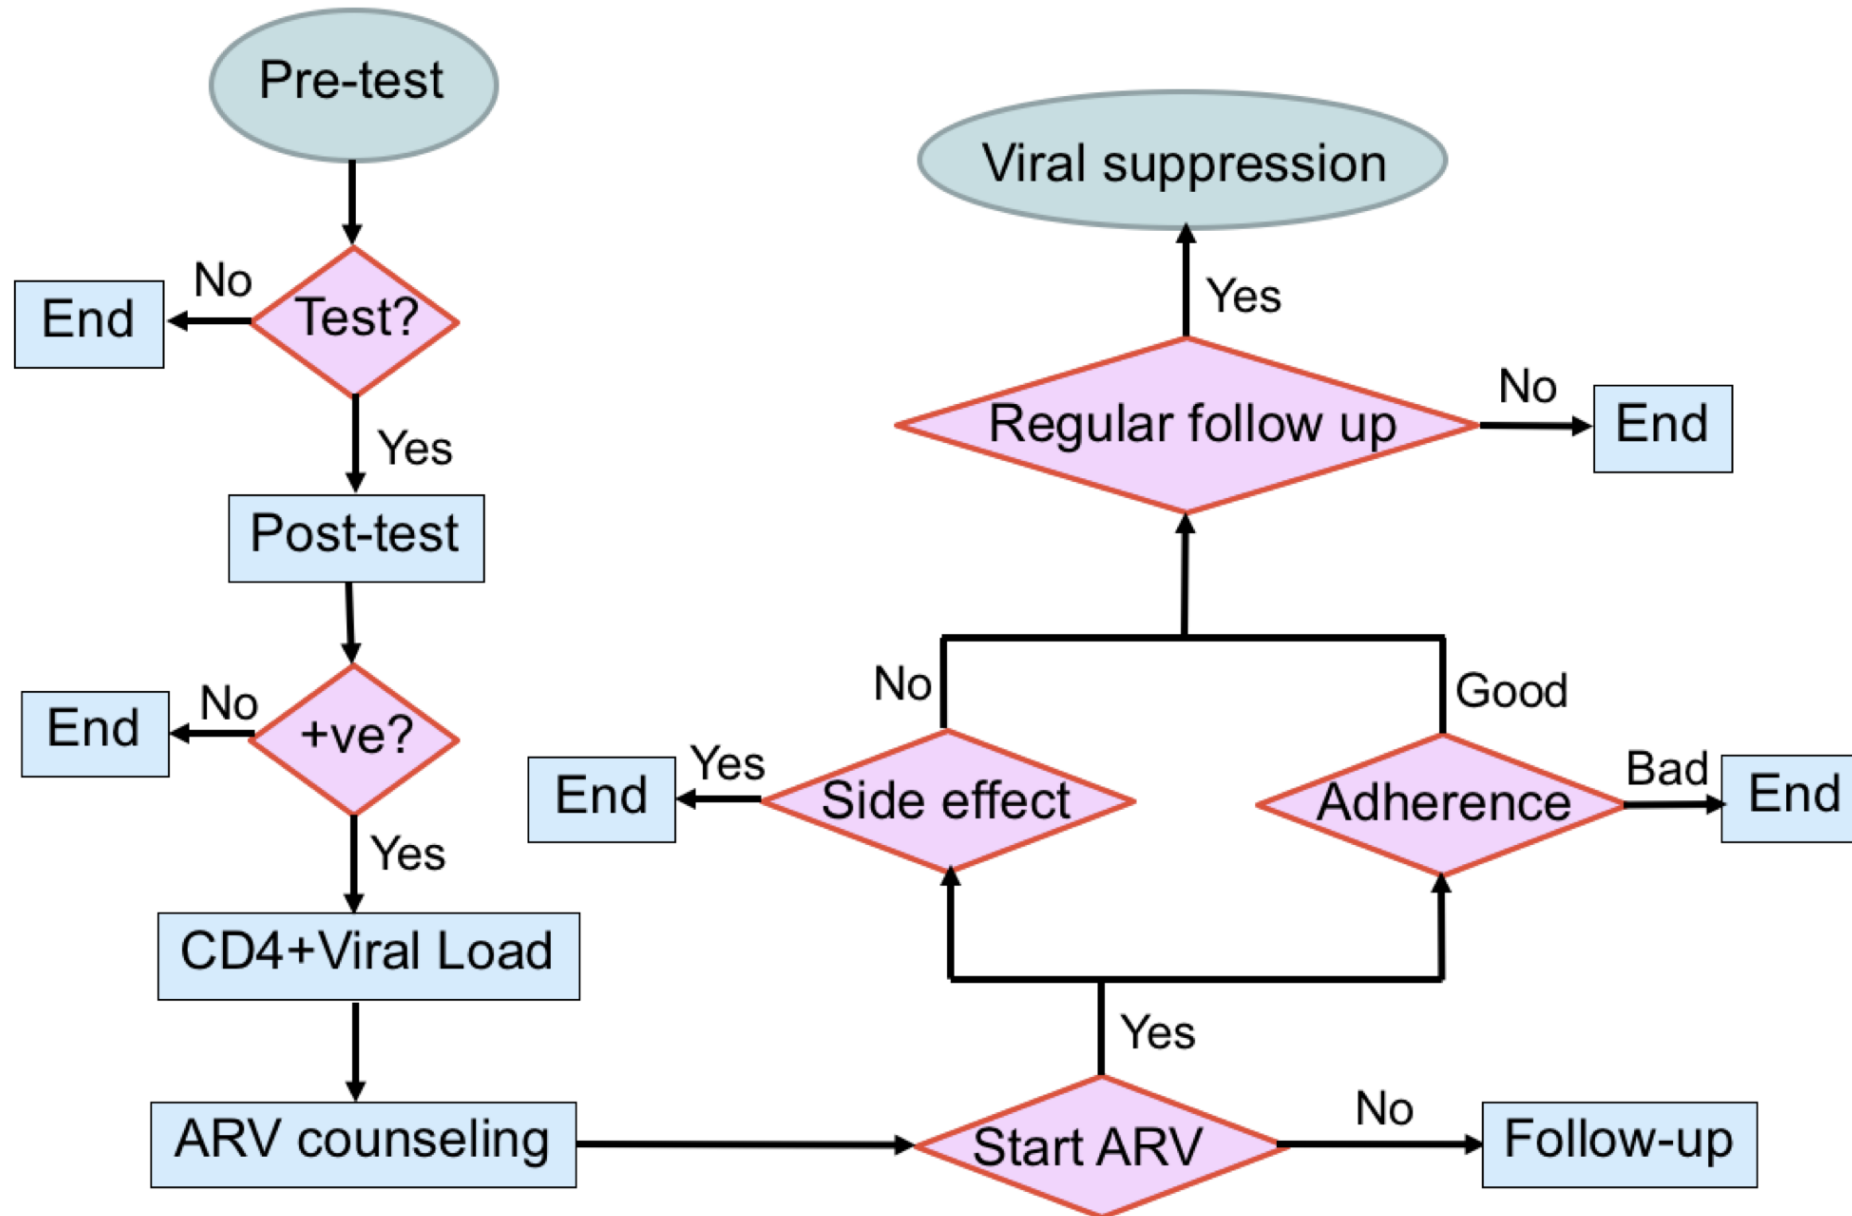 Pre-test
Test?
No
End
Yes
Post-test
+ve?
No
End
Yes
CD4+Viral Load
ARV counseling
Start ARV
No
Follow-up
Yes
Side effect
Yes
End
No
Adherence
Bad
End
Good
Regular follow up
No
End
Yes
Viral suppression